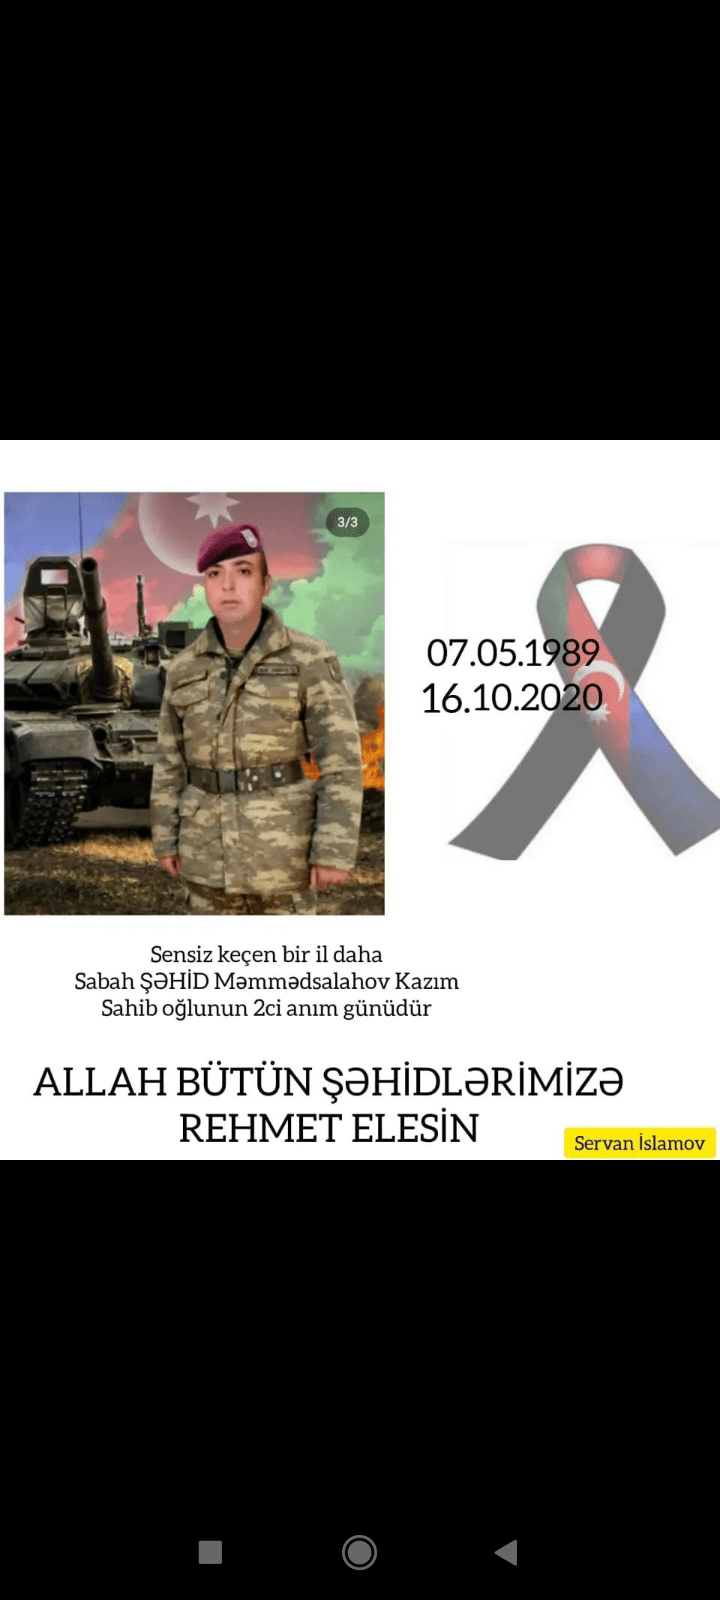 3/3
07.05.1989
16.10.2020
Sensiz keçen bir il daha
Sabah ŞƏHİD Məmmədsalahov Kazım
Sahib oğlunun 2ci anım günüdür
ALLAH BÜTÜN ŞƏHİDLƏRİMİZƏ
REHMET ELESİN
Servan İslamov